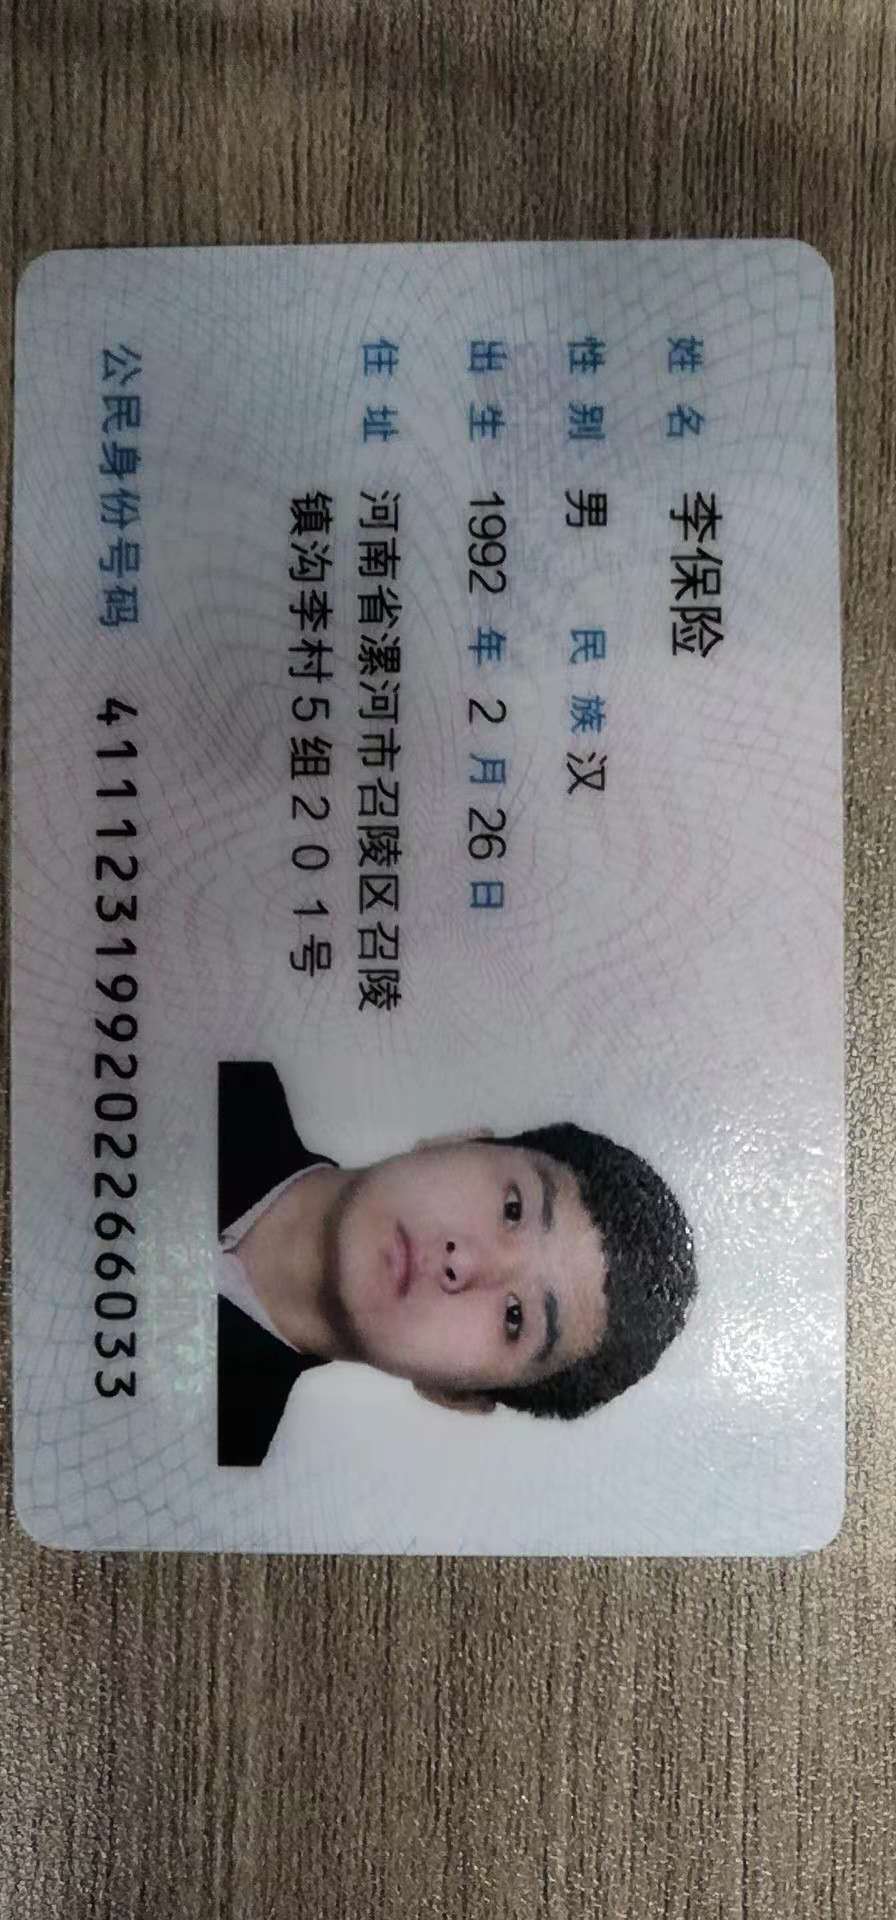 姓名 李保险
性别 男 民族 汉
出生 1992 年 2 月 26 日
住址 河南省漯河市召陵区召陵
镇沟李村5组201号
公民身份号码 411123199202266033